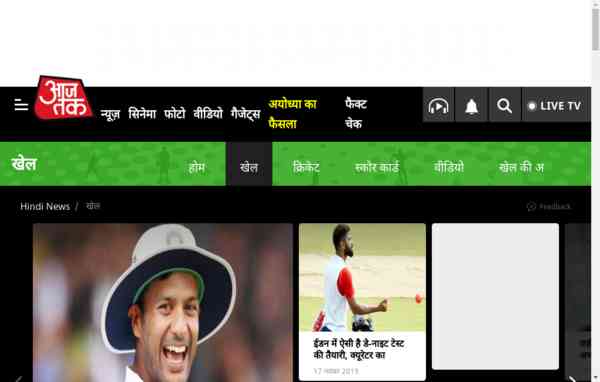 आज तक
न्यूज़ सिनेमा फोटो वीडियो गैजेट्स अयोध्या का फैसला फैक्ट चेक
LIVE TV
खेल
होम खेल क्रिकेट स्कोर कार्ड वीडियो खेल की अ
Hindi News / खेल
Feedback
ईडन में ऐसी है डे-नाइट टेस्ट
की तैयारी, क्यूरेटर का
17 नवंबर 2019